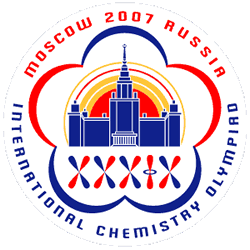 MOSCOW 2007 RUSSIA
XXXIX
INTERNATIONAL CHEMISTRY OLYMPIAD